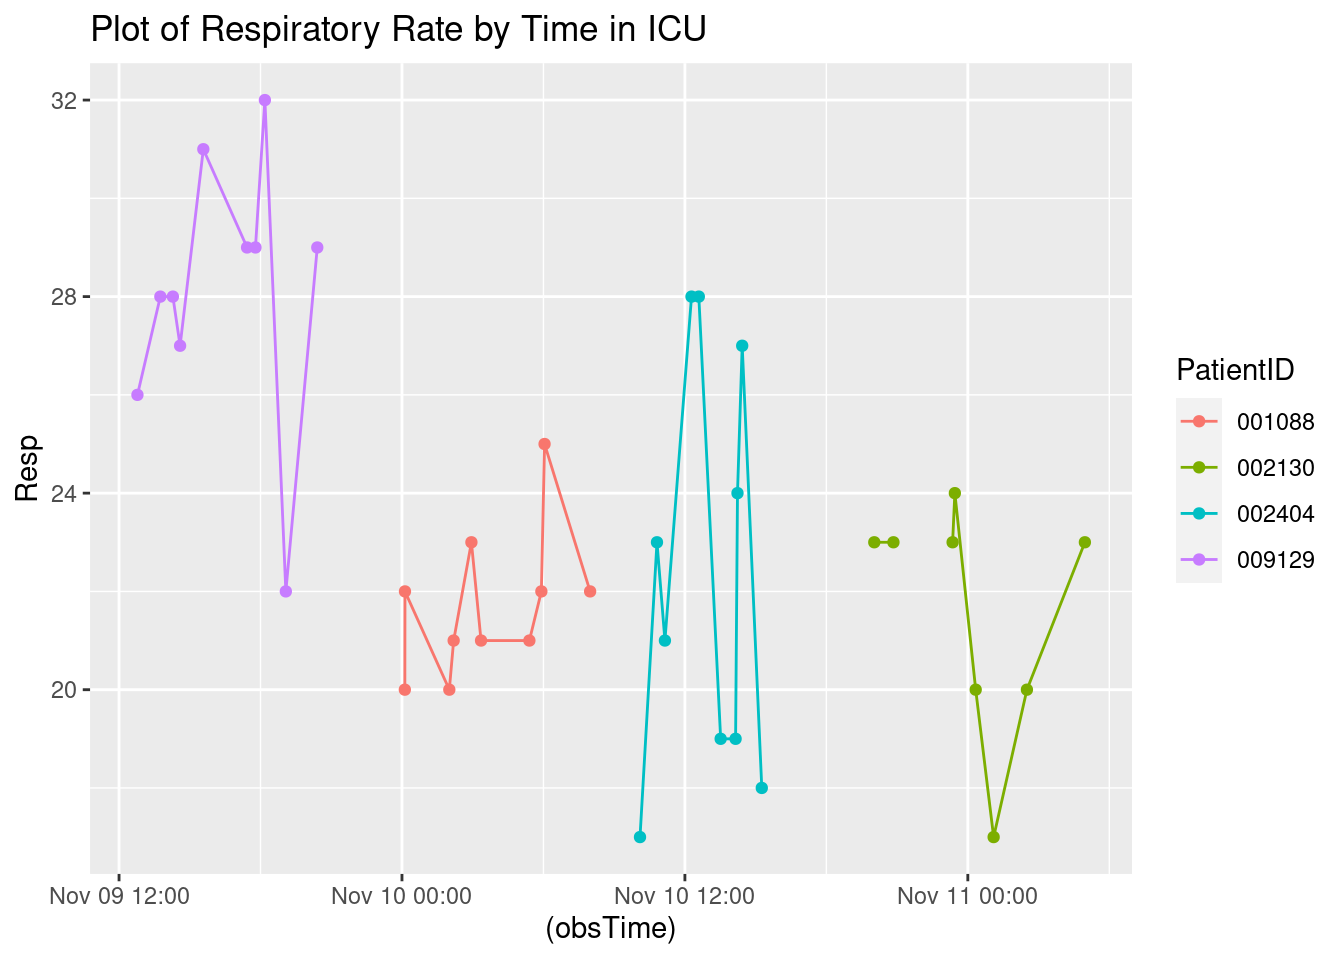 Plot of Respiratory Rate by Time in ICU
32
28
24
20
Resp
Nov 09 12:00 Nov 10 00:00 Nov 10 12:00 Nov 11 00:00
(obsTime)
PatientID
001088
002130
002404
009129